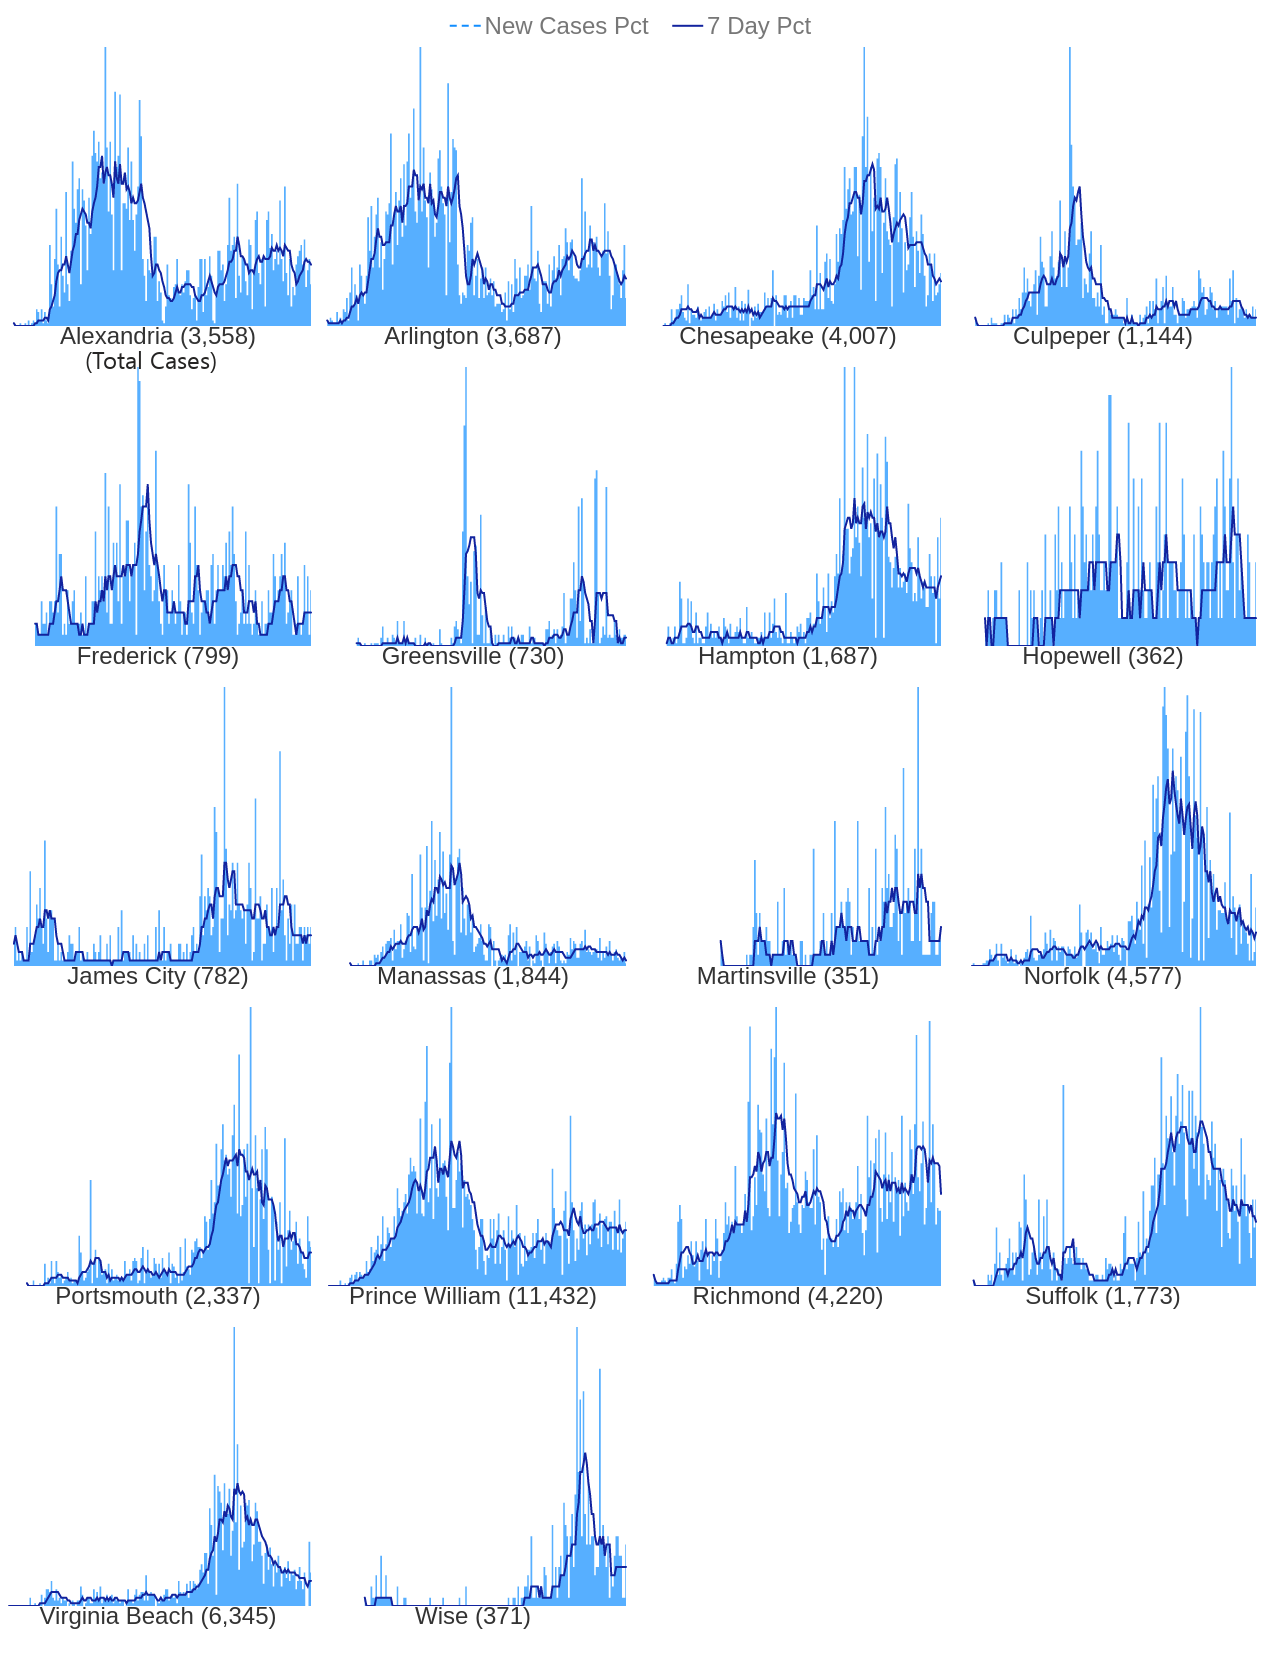 New Cases Pct 7 Day Pct
Alexandria (3,558) Arlington (3,687) Chesapeake (4,007) Culpeper (1,144)
(Total Cases)
Frederick (799) Greensville (730) Hampton (1,687) Hopewell (362)
James City (782) Manassas (1,844) Martinsville (351) Norfolk (4,577)
Portsmouth (2,337) Prince William (11,432) Richmond (4,220) Suffolk (1,773)
Virginia Beach (6,345) Wise (371)